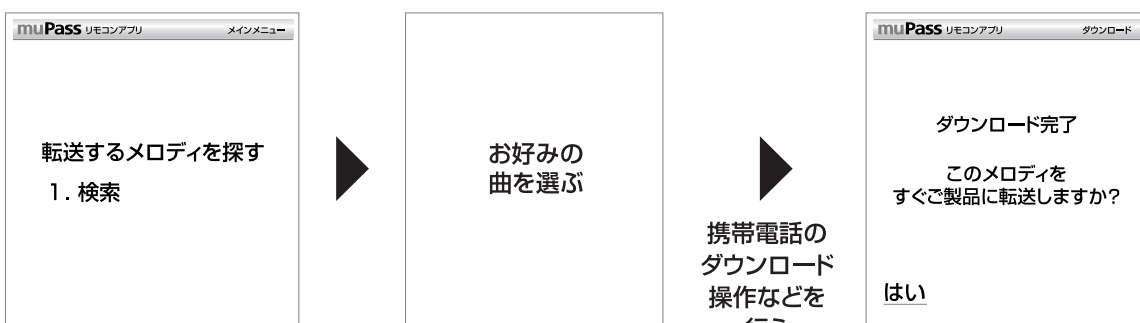 muPass リモコンアプリ メインメニュー
転送するメロディを探す
1. 検索
お好みの
曲を選ぶ
携帯電話の
ダウンロード
操作などを
muPass リモコンアプリ ダウンロード
ダウンロード完了
このメロディを
すぐご製品に転送しますか?
はい